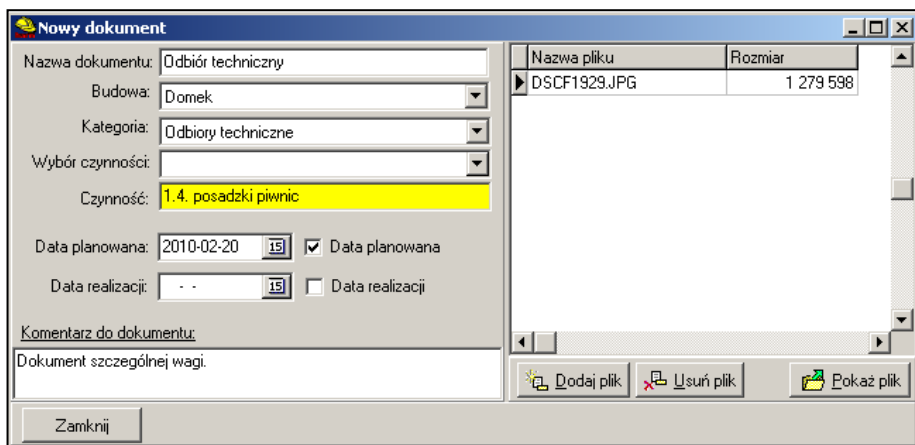 Nowy dokument
Nazwa dokumentu: Odbiór techniczny
Budowa: Domek
Kategoria: Odbiory techniczne
Wybór czynności:
Czynność: 1.4. posadzki piwnic
Data planowana: 2010-02-20 15 Data planowana
Data realizacji: - - 15 Data realizacji
Komentarz do dokumentu:
Dokument szczególnej wagi.
Zamknij
Nazwa pliku Rozmiar
DSCF1929.JPG 1 279 598
Dodaj plik Usuń plik Pokaż plik